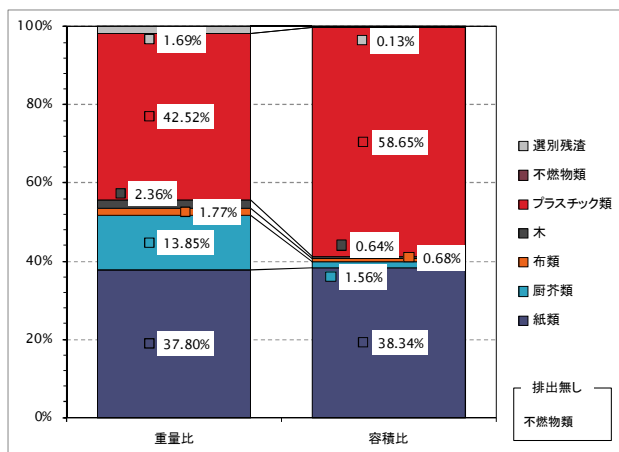 100%
80%
60%
40%
20%
0%
1.69%
42.52%
2.36%
1.77%
13.85%
37.80%
重量比
0.13%
58.65%
0.64%
0.68%
1.56%
38.34%
容積比
選別残渣
不燃物類
プラスチック類
木
布類
厨芥類
紙類
排出無し
不燃物類